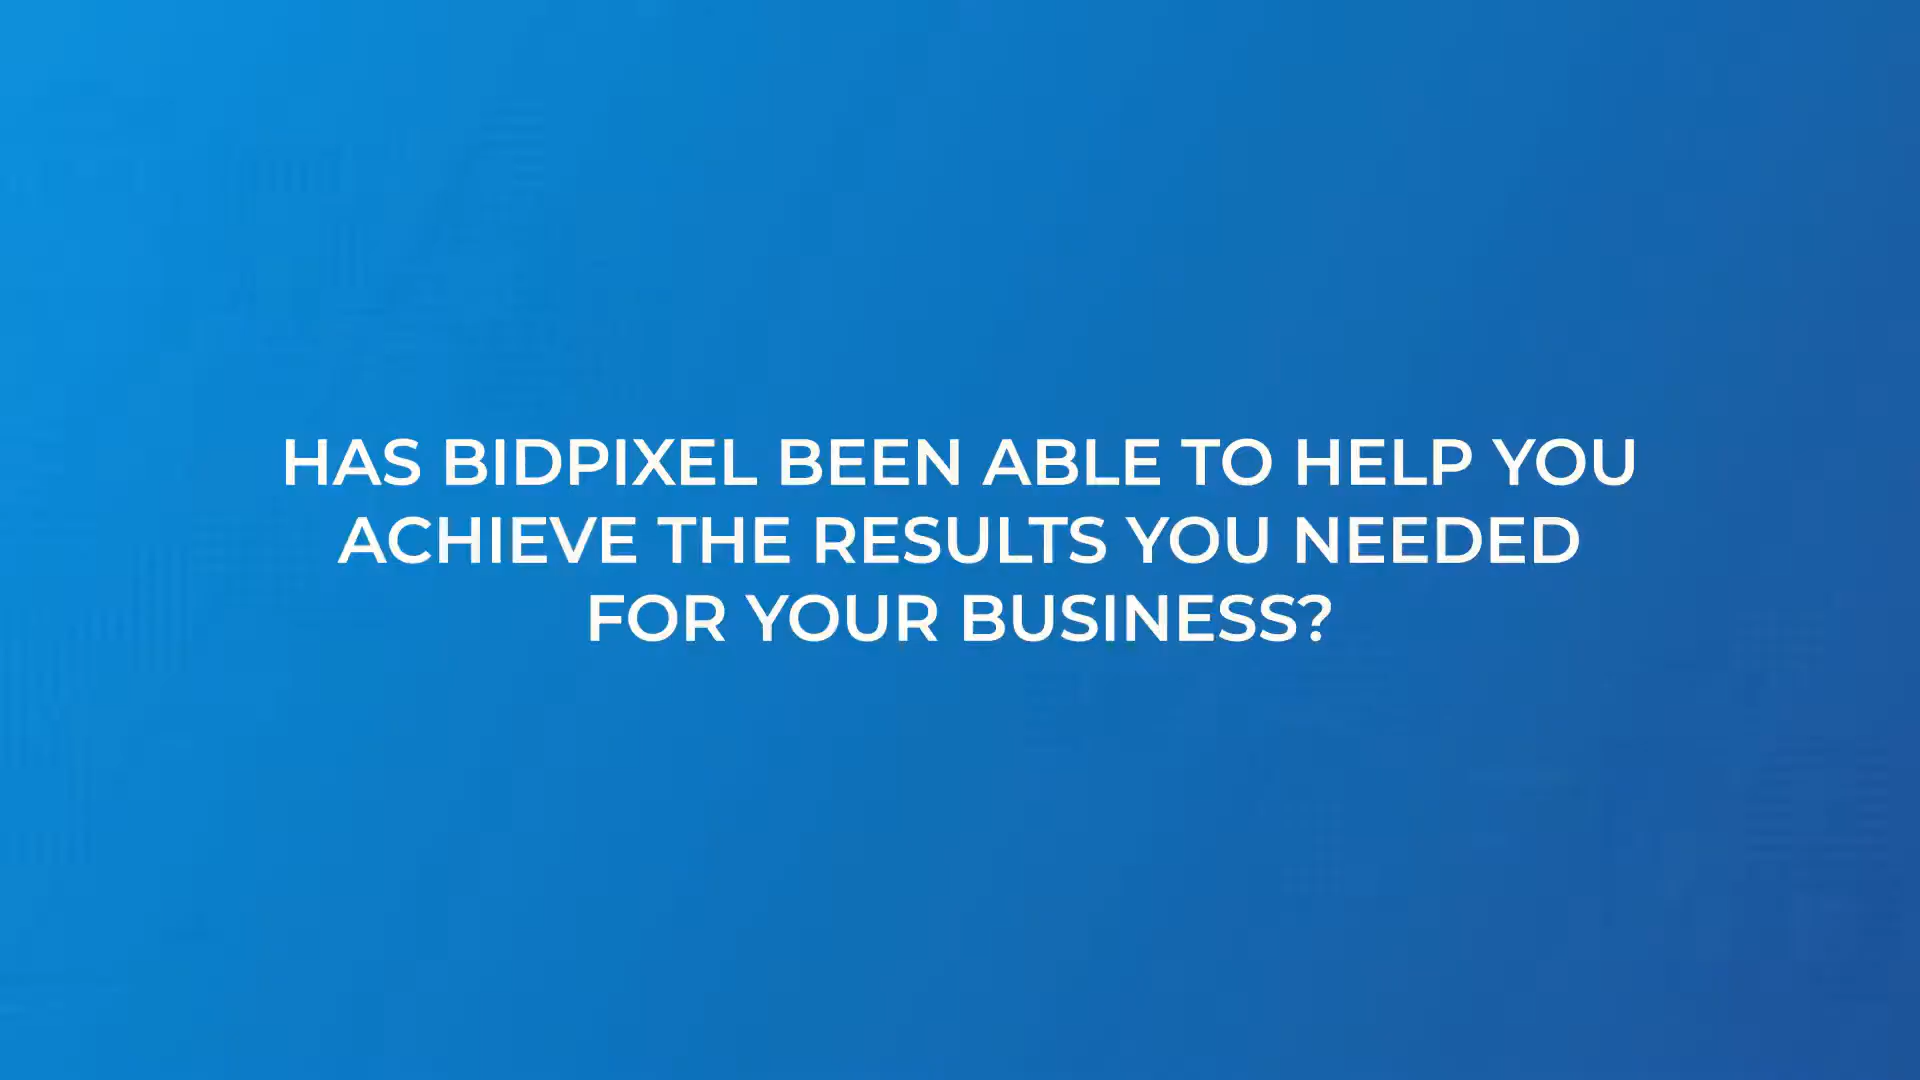 HAS BIDPIXEL BEEN ABLE TO HELP YOU
ACHIEVE THE RESULTS YOU NEEDED
FOR YOUR BUSINESS?